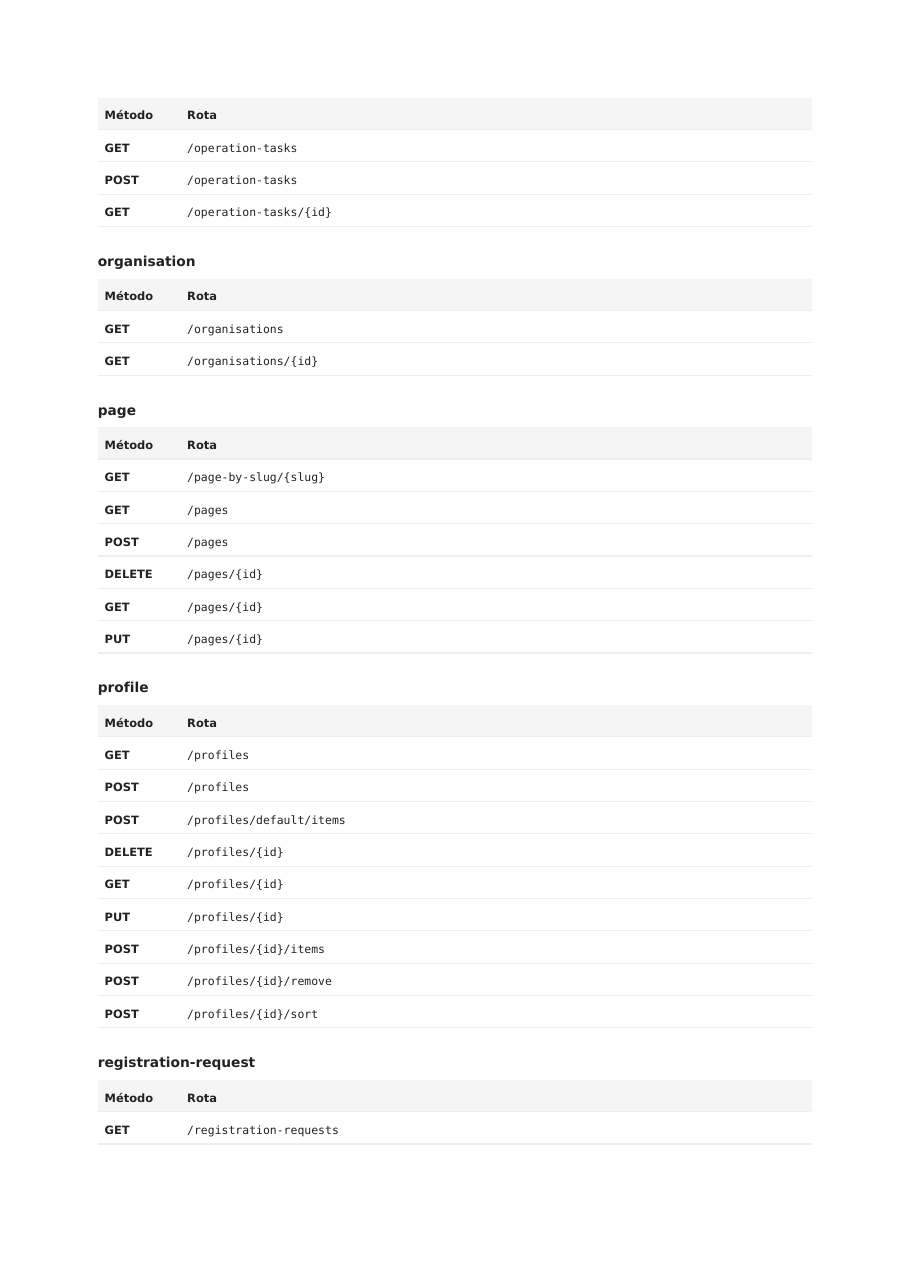 Método Rota
GET /operation-tasks
POST /operation-tasks
GET /operation-tasks/{id}
organisation
Método Rota
GET /organisations
GET /organisations/{id}
page
Método Rota
GET /page-by-slug/{slug}
GET /pages
POST /pages
DELETE /pages/{id}
GET /pages/{id}
PUT /pages/{id}
profile
Método Rota
GET /profiles
POST /profiles
POST /profiles/default/items
DELETE /profiles/{id}
GET /profiles/{id}
PUT /profiles/{id}
POST /profiles/{id}/items
POST /profiles/{id}/remove
POST /profiles/{id}/sort
registration-request
Método Rota
GET /registration-requests